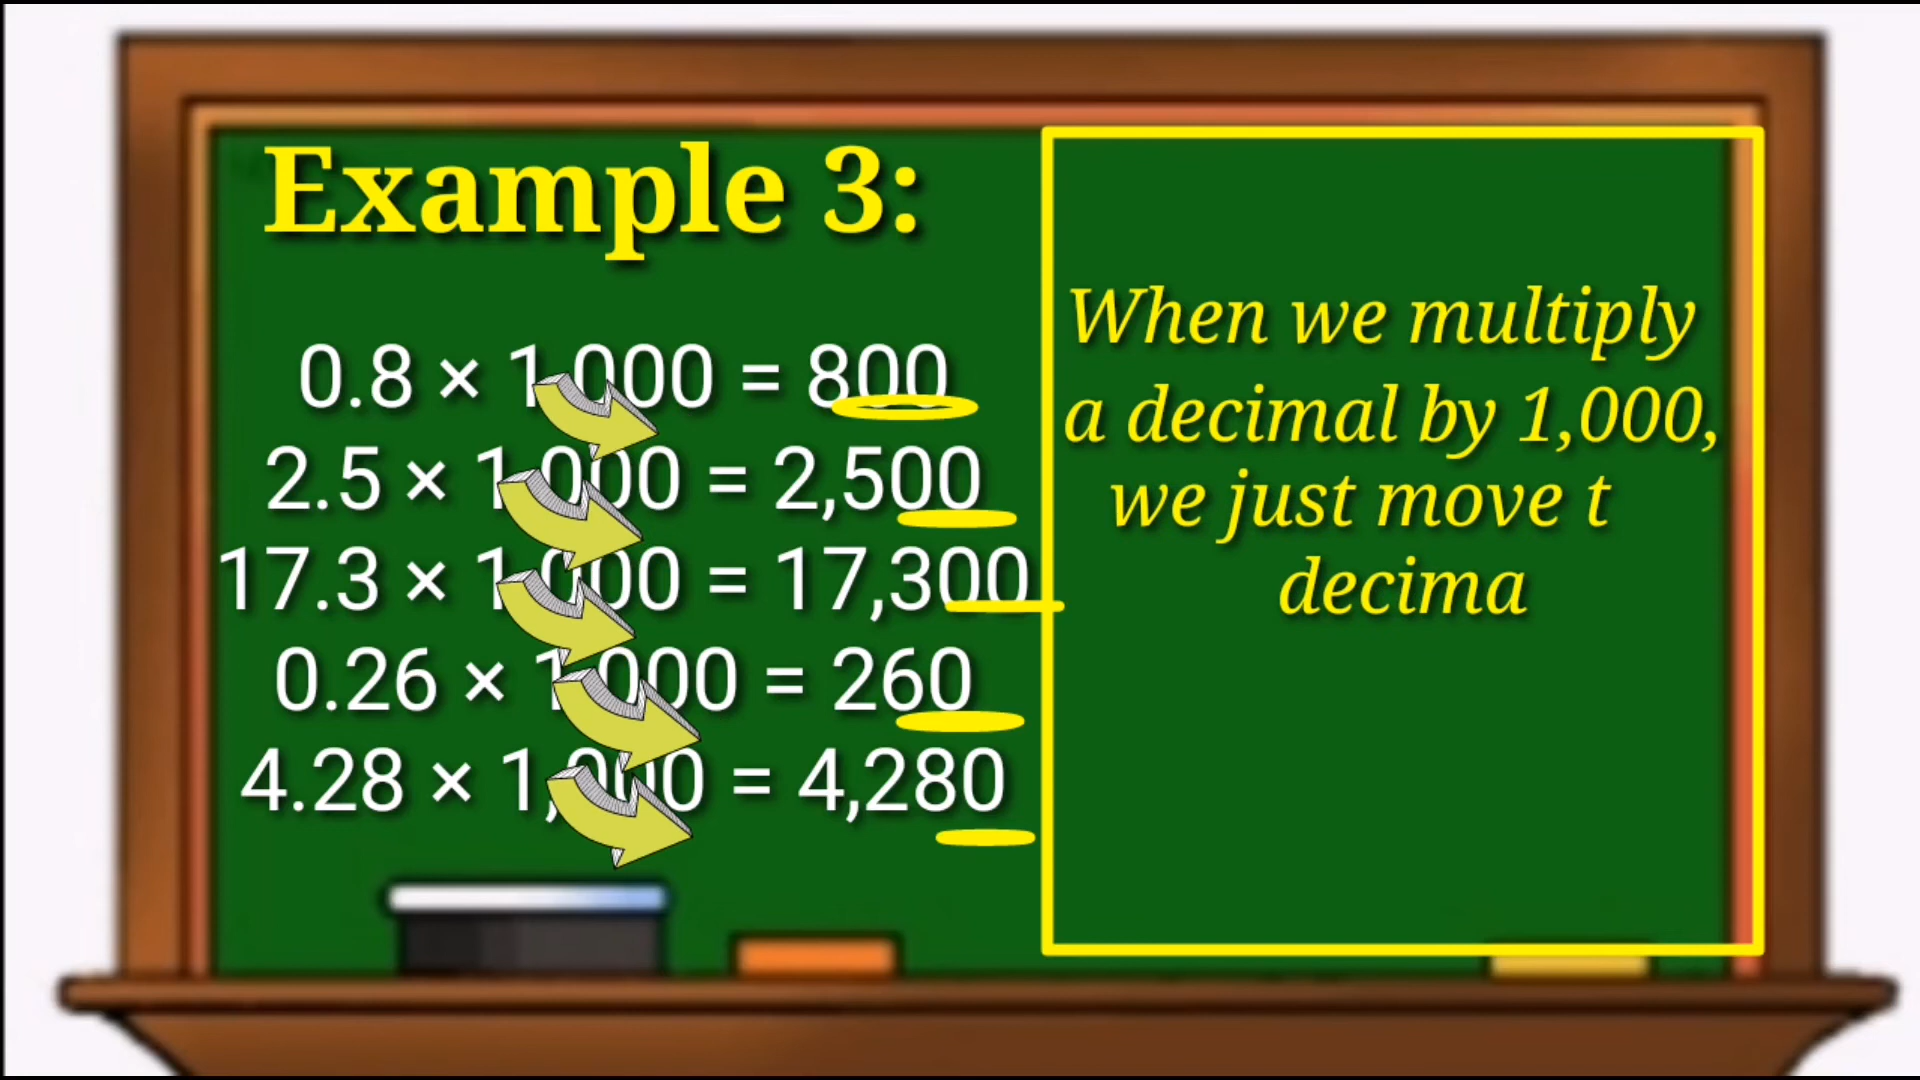 Example 3:
0.8 × 1,000 = 800
2.5 × 1,000 = 2,500
17.3 × 1,000 = 17,300
0.26 × 1,000 = 260
4.28 × 1,000 = 4,280
When we multiply
a decimal by 1,000,
we just move t
decima